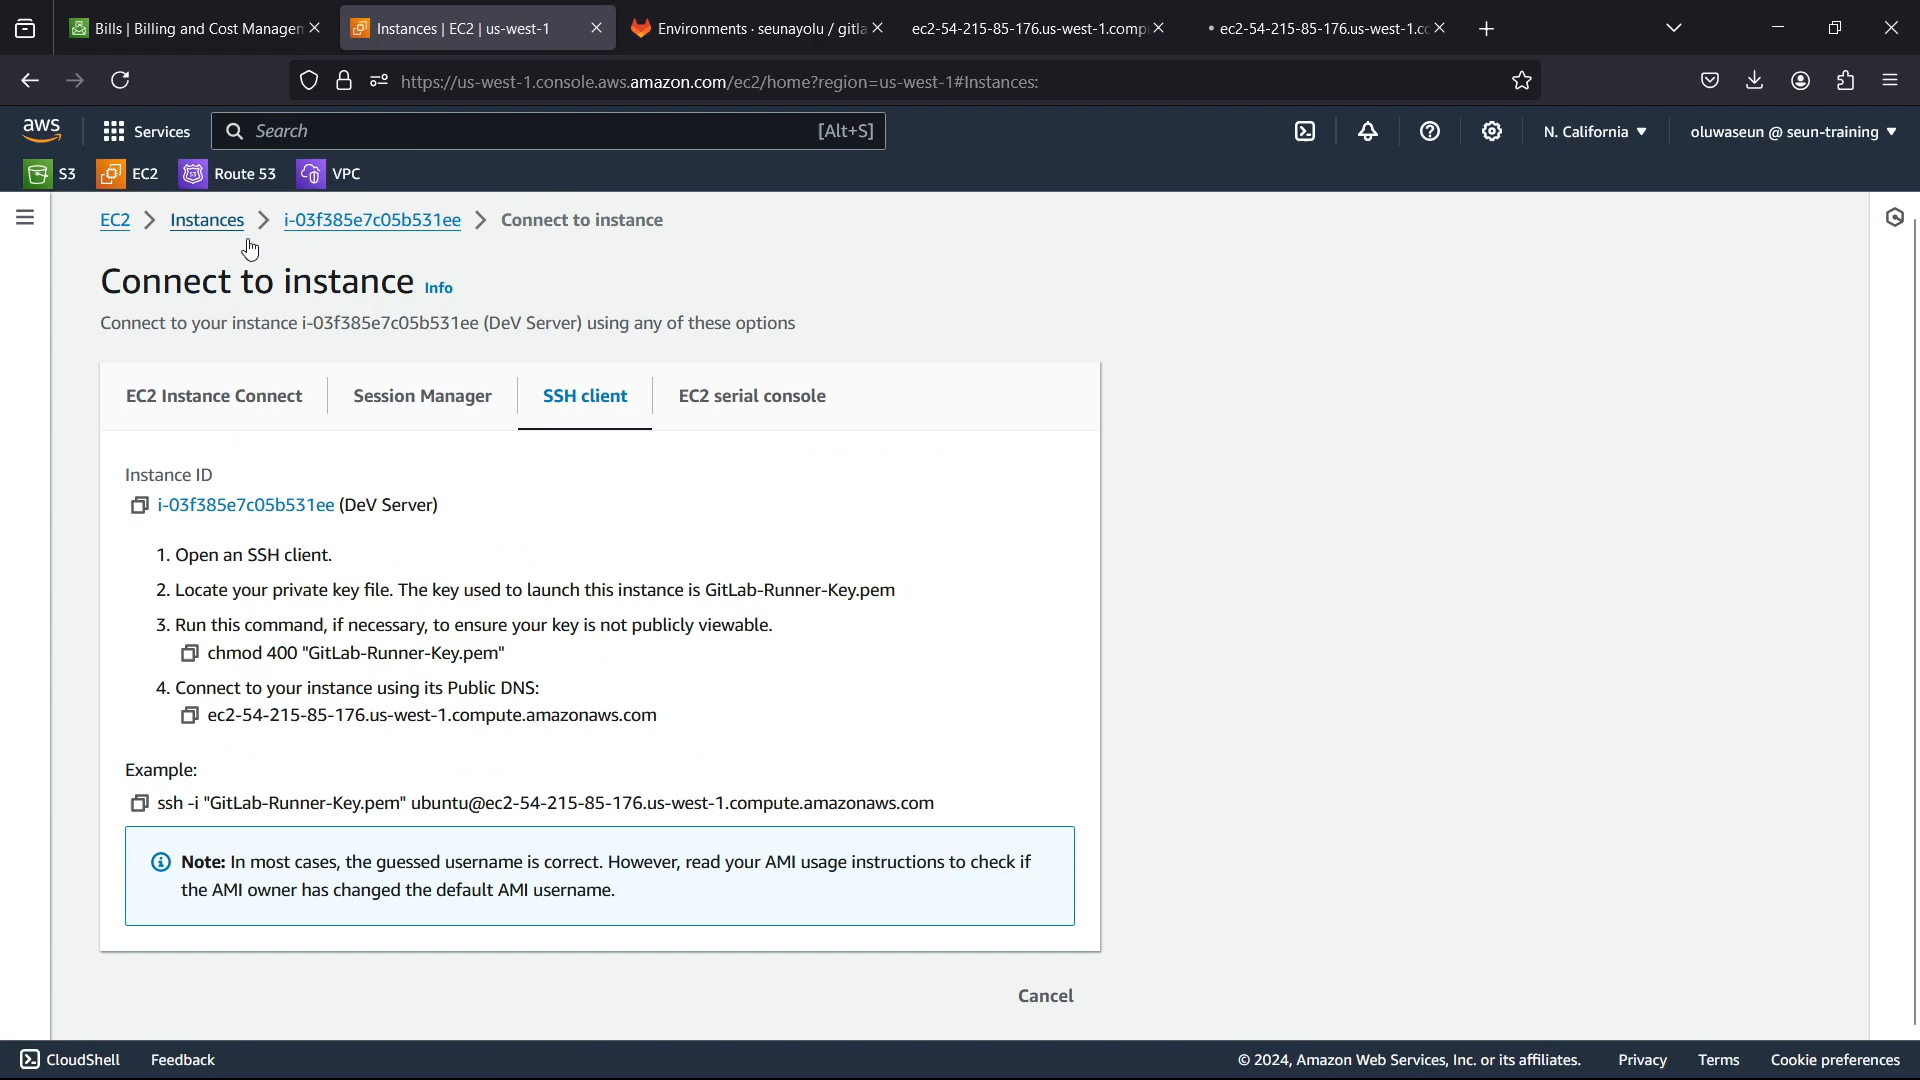 Bills | Billing and Cost Managem
Instances | EC2 | us-west-1
Environments · seunayolu / gitla
ec2-54-215-85-176.us-west-1.comp
• ec2-54-215-85-176.us-west-1.cc
https://us-west-1.console.aws.amazon.com/ec2/home?region=us-west-1#Instances:
aws
Services
Search
[Alt+S]
N. California ▼
oluwaseun @ seun-training ▼
S3
EC2
Route 53
VPC
EC2 > Instances > i-03f385e7c05b531ee > Connect to instance
Connect to instance Info
Connect to your instance i-03f385e7c05b531ee (DeV Server) using any of these options
EC2 Instance Connect
Session Manager
SSH client
EC2 serial console
Instance ID
i-03f385e7c05b531ee (DeV Server)
1. Open an SSH client.
2. Locate your private key file. The key used to launch this instance is GitLab-Runner-Key.pem
3. Run this command, if necessary, to ensure your key is not publicly viewable.
chmod 400 "GitLab-Runner-Key.pem"
4. Connect to your instance using its Public DNS:
ec2-54-215-85-176.us-west-1.compute.amazonaws.com
Example:
ssh -i "GitLab-Runner-Key.pem" ubuntu@ec2-54-215-85-176.us-west-1.compute.amazonaws.com
Note: In most cases, the guessed username is correct. However, read your AMI usage instructions to check if
the AMI owner has changed the default AMI username.
Cancel
CloudShell
Feedback
© 2024, Amazon Web Services, Inc. or its affiliates.
Privacy
Terms
Cookie preferences